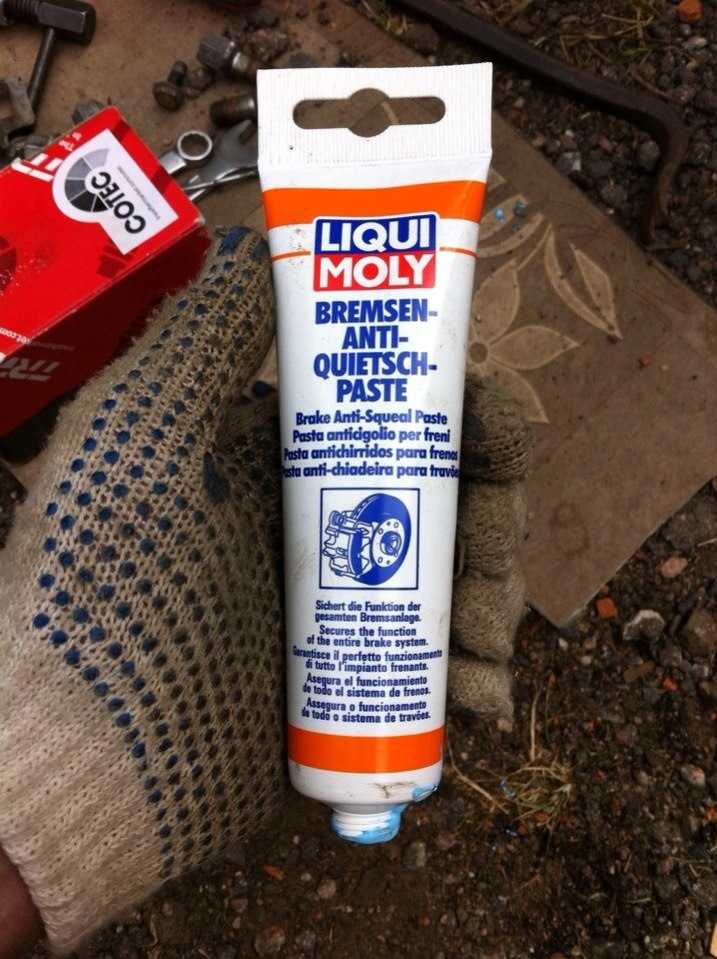 LIQUI
MOLY
BREMSEN-
ANTI-
QUIETSCH-
PASTE
Brake Anti-Squeal Paste
Pasta anticigolio per freni
Pasta antichirridos para frenos
Pasta anti-chiadeira para travões
Sichert die Funktion der
gesamten Bremsanlage.
Secures the function
of the entire brake system.
Garantisce il perfetto funzionamento
di tutto l'impianto frenante.
Asegura el funcionamiento
de todo el sistema de frenos.
Assegura o funcionamento
de todo o sistema de travões.
COTEC
TRW